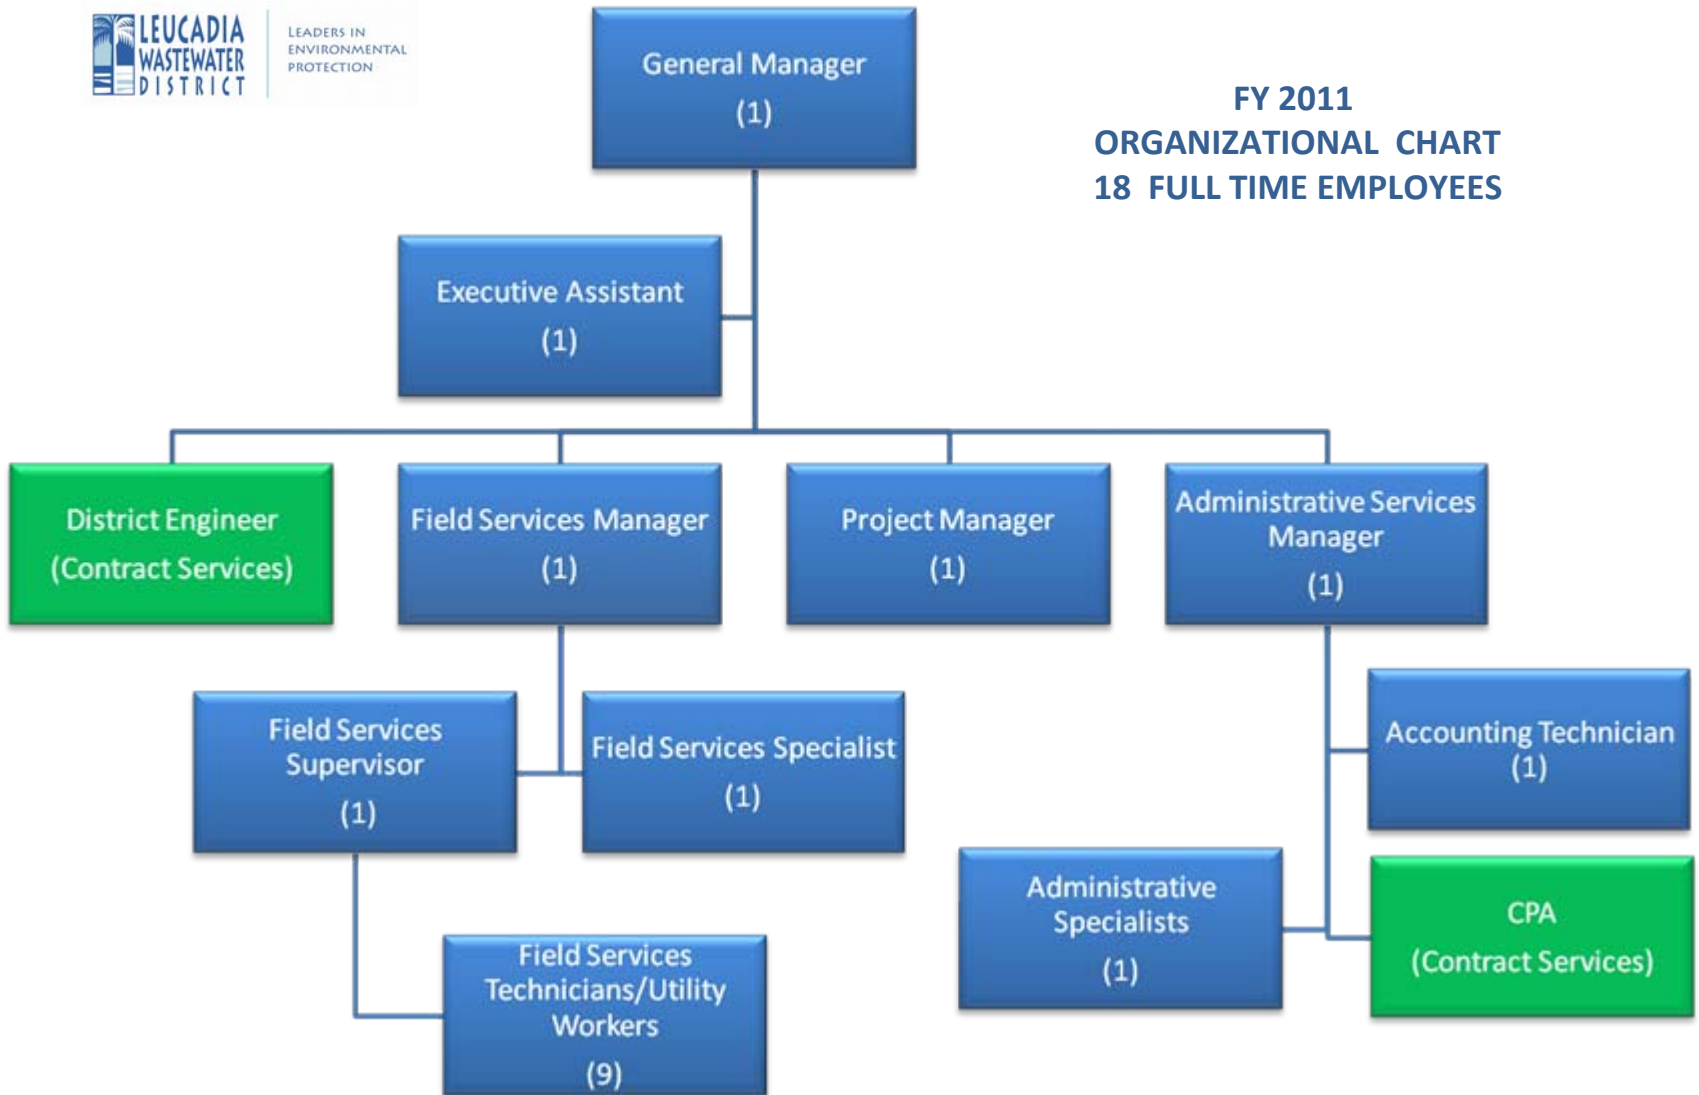 LEUCADIA
WASTEWATER
DISTRICT
LEADERS IN
ENVIRONMENTAL
PROTECTION
General Manager
(1)
FY 2011
ORGANIZATIONAL CHART
18 FULL TIME EMPLOYEES
Executive Assistant
(1)
District Engineer
(Contract Services)
Field Services Manager
(1)
Project Manager
(1)
Administrative Services
Manager
(1)
Field Services
Supervisor
(1)
Field Services Specialist
(1)
Accounting Technician
(1)
Administrative
Specialists
(1)
CPA
(Contract Services)
Field Services
Technicians/Utility
Workers
(9)